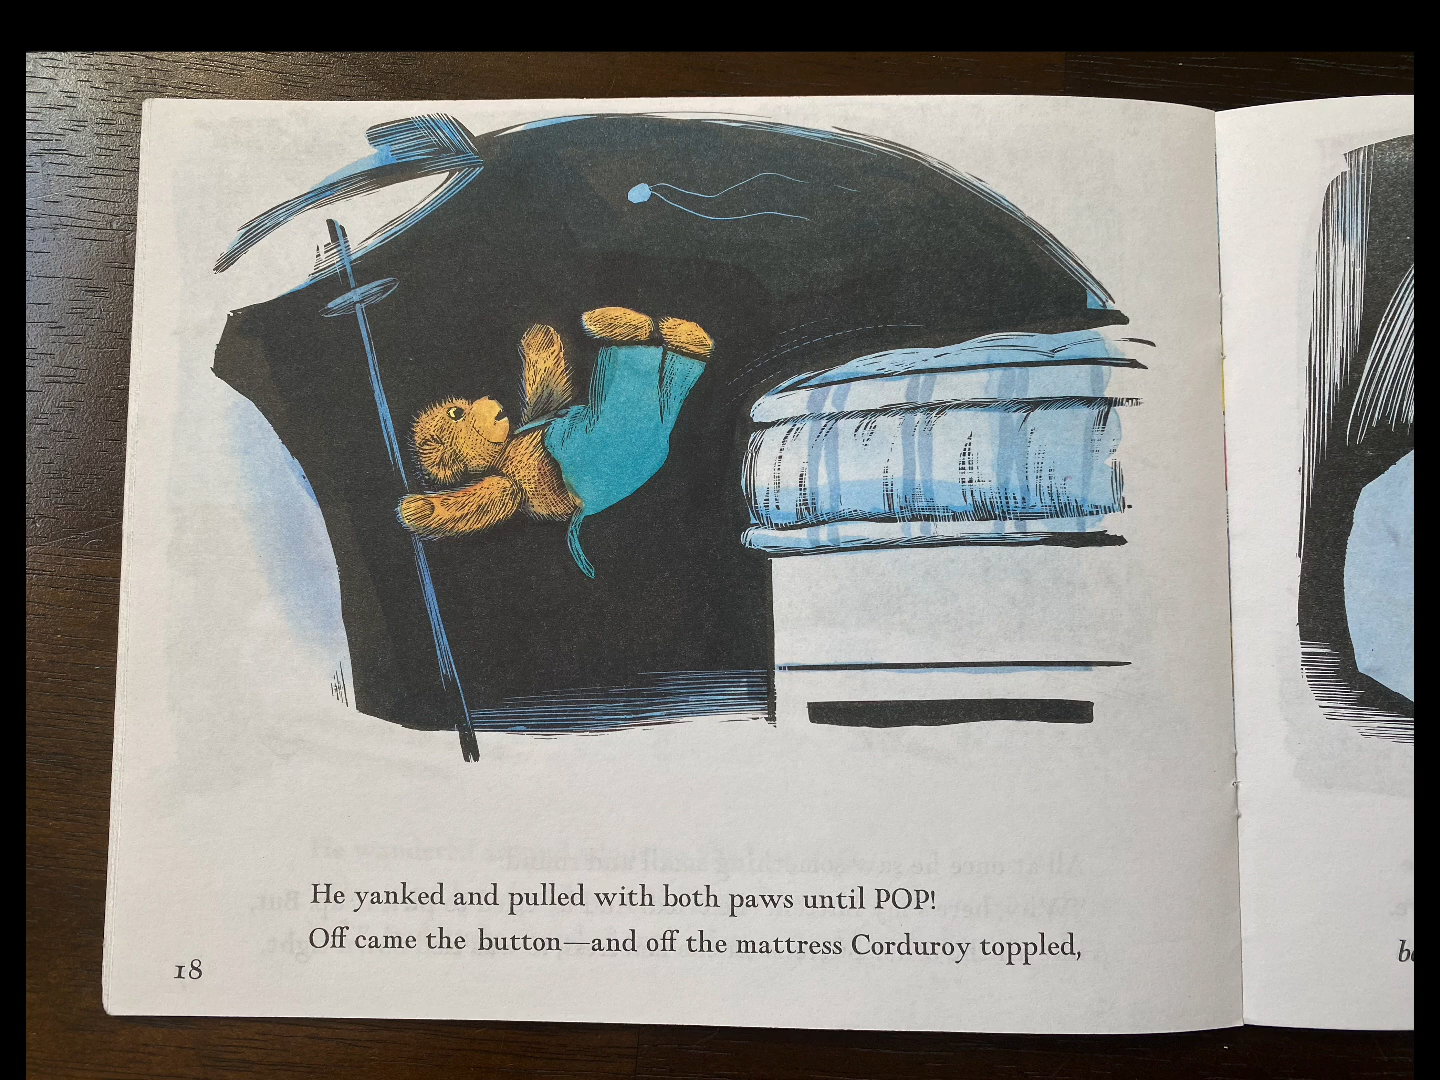 He yanked and pulled with both paws until POP!
Off came the button—and off the mattress Corduroy toppled,
18